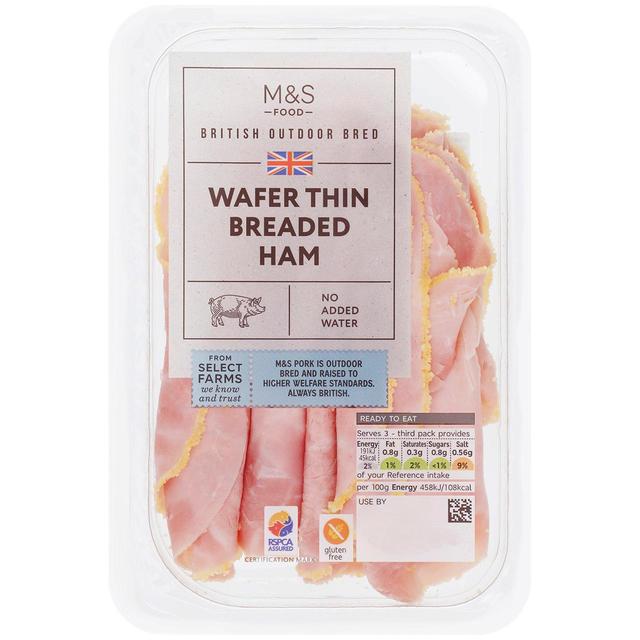 M&S
FOOD
BRITISH OUTDOOR BRED
WAFER THIN
BREADED
HAM
NO
ADDED
WATER
FROM
SELECT
FARMS
we know
and trust
M&S PORK IS OUTDOOR
BRED AND RAISED TO
HIGHER WELFARE STANDARDS.
ALWAYS BRITISH.
READY TO EAT
Serves 3 - third pack provides
Energy Fat Saturates Sugars Salt
191kJ 0.8g 0.3g 0.8g 0.56g
45kcal
2% 1% 2% <1% 9%
of your Reference intake
per 100g Energy 458kJ/108kcal
USE BY
RSPCA
ASSURED
CERTIFICATION MARK
gluten
free